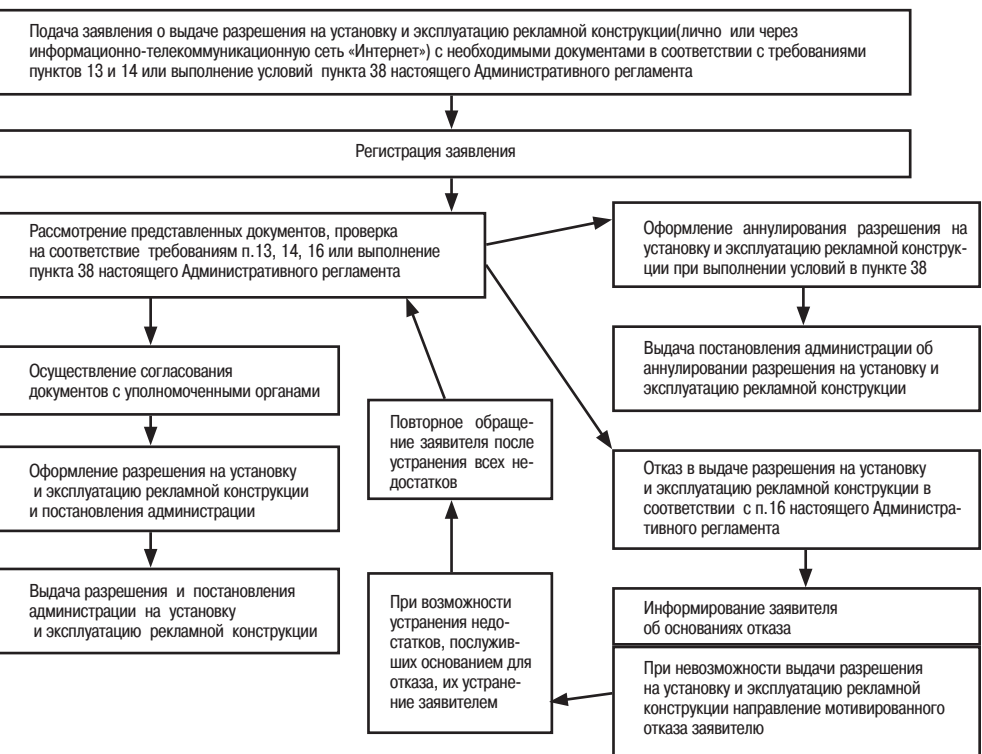 Подача заявления о выдаче разрешения на установку и эксплуатацию рекламной конструкции(лично или через
информационно-телекоммуникационную сеть «Интернет») с необходимыми документами в соответствии с требованиями
пунктов 13 и 14 или выполнение условий пункта 38 настоящего Административного регламента
Регистрация заявления
Рассмотрение представленных документов, проверка
на соответствие требованиям п.13, 14, 16 или выполнение
пункта 38 настоящего Административного регламента
Оформление аннулирования разрешения на
установку и эксплуатацию рекламной конструк-
ции при выполнении условий в пункте 38
Выдача постановления администрации об
аннулировании разрешения на установку и
эксплуатацию рекламной конструкции
Осуществление согласования
документов с уполномоченными органами
Оформление разрешения на установку
и эксплуатацию рекламной конструкции
и постановления администрации
Выдача разрешения и постановления
администрации на установку
и эксплуатацию рекламной конструкции
Повторное обраще-
ние заявителя после
устранения всех не-
достатков
Отказ в выдаче разрешения на установку
и эксплуатацию рекламной конструкции в
соответствии с п.16 настоящего Администра-
тивного регламента
Информирование заявителя
об основаниях отказа
При невозможности выдачи разрешения
на установку и эксплуатацию рекламной
конструкции направление мотивированного
отказа заявителю
При возможности
устранения недо-
статков, послужив-
ших основанием для
отказа, их устране-
ние заявителем